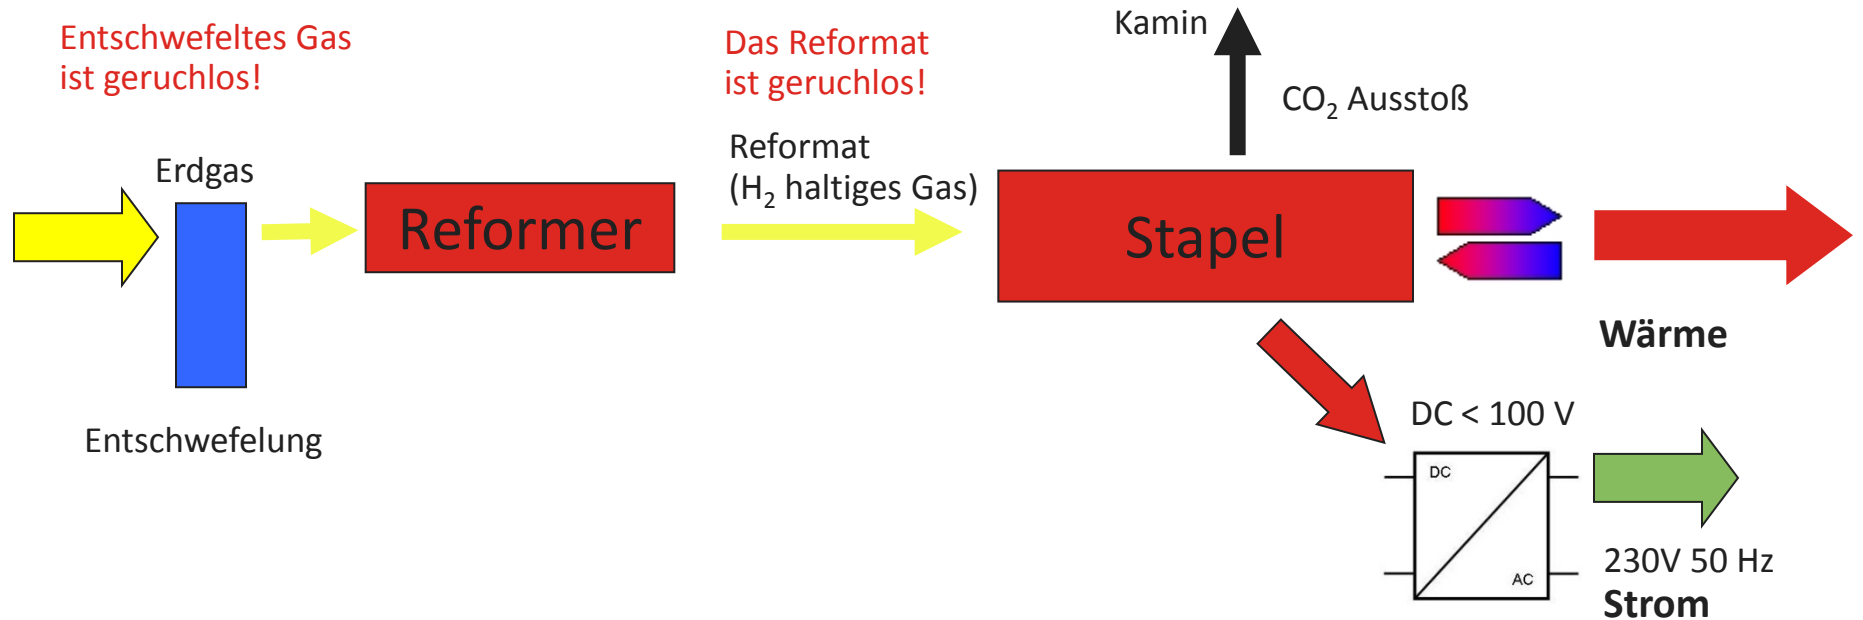 Entschwefeltes Gas
ist geruchlos!
Das Reformat
ist geruchlos!
Kamin
CO₂ Ausstoß
Erdgas
Reformat
(H₂ haltiges Gas)
Reformer
Stapel
Wärme
Entschwefelung
DC < 100 V
DC
AC
230V 50 Hz
Strom